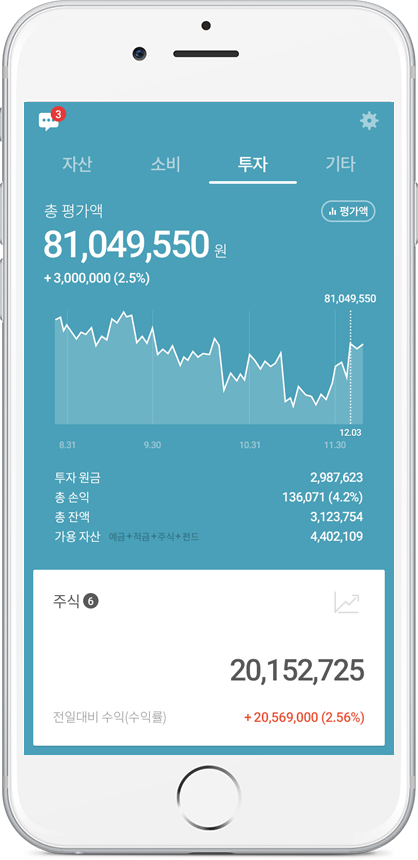 3
자산 소비 투자 기타
총 평가액 평가액
81,049,550 원
+3,000,000 (2.5%)
81,049,550
12.03
8.31 9.30 10.31 11.30
투자 원금 2,987,623
총 손익 136,071 (4.2%)
총 잔액 3,123,754
가용 자산 예금+적금+주식+펀드 4,402,109
주식 6
20,152,725
전일대비 수익(수익률) +20,569,000 (2.56%)